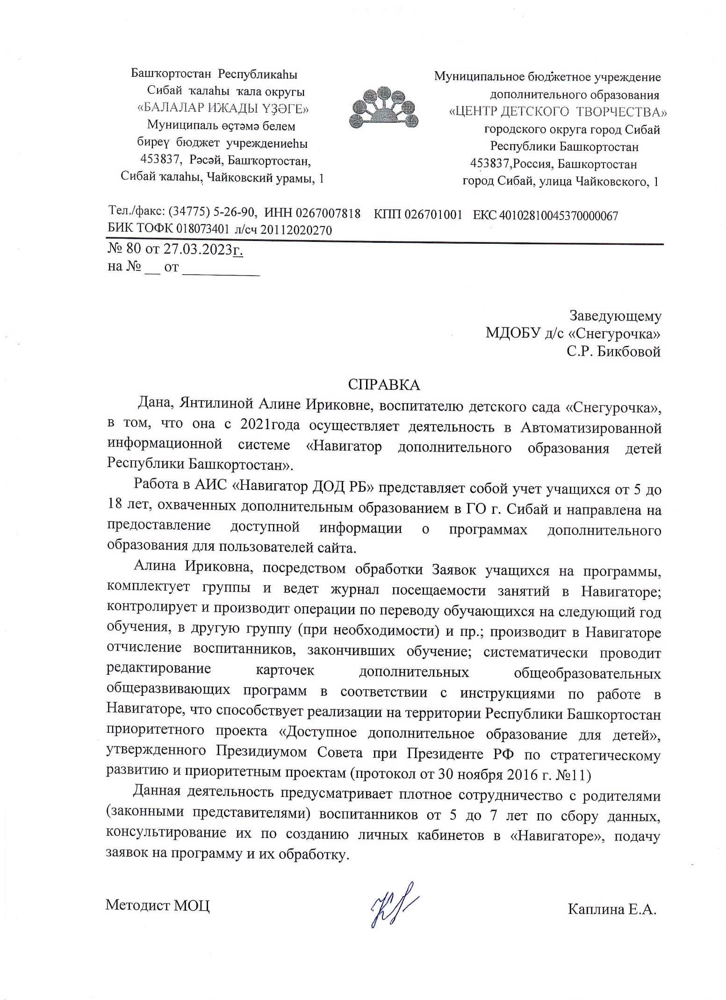 Башҡортостан Республикаһы
Сибай ҡалаһы ҡала округы
«БАЛАЛАР ИЖАДЫ ҮҘӘГЕ»
Муниципаль өҫтәмә белем
биреү бюджет учреждениеһы
453837, Рәсәй, Башҡортостан,
Сибай ҡалаһы, Чайковский урамы, 1
Муниципальное бюджетное учреждение
дополнительного образования
«ЦЕНТР ДЕТСКОГО ТВОРЧЕСТВА»
городского округа город Сибай
Республики Башкортостан
453837,Россия, Башкортостан
город Сибай, улица Чайковского, 1
Тел./факс: (34775) 5-26-90, ИНН 0267007818 КПП 026701001 ЕКС 40102810045370000067
БИК ТОФК 018073401 л/сч 20112020270
№ 80 от 27.03.2023г.
на № __ от __________
Заведующему
МДОБУ д/с «Снегурочка»
С.Р. Бикбовой
СПРАВКА
Дана, Янтилиной Алине Ириковне, воспитателю детского сада «Снегурочка»,
в том, что она с 2021года осуществляет деятельность в Автоматизированной
информационной системе «Навигатор дополнительного образования детей
Республики Башкортостан».
Работа в АИС «Навигатор ДОД РБ» представляет собой учет учащихся от 5 до
18 лет, охваченных дополнительным образованием в ГО г. Сибай и направлена на
предоставление доступной информации о программах дополнительного
образования для пользователей сайта.
Алина Ириковна, посредством обработки Заявок учащихся на программы,
комплектует группы и ведет журнал посещаемости занятий в Навигаторе;
контролирует и производит операции по переводу обучающихся на следующий год
обучения, в другую группу (при необходимости) и пр.; производит в Навигаторе
отчисление воспитанников, закончивших обучение; систематически проводит
редактирование карточек дополнительных общеобразовательных
общеразвивающих программ в соответствии с инструкциями по работе в
Навигаторе, что способствует реализации на территории Республики Башкортостан
приоритетного проекта «Доступное дополнительное образование для детей»,
утвержденного Президиумом Совета при Президенте РФ по стратегическому
развитию и приоритетным проектам (протокол от 30 ноября 2016 г. №11)
Данная деятельность предусматривает плотное сотрудничество с родителями
(законными представителями) воспитанников от 5 до 7 лет по сбору данных,
консультирование их по созданию личных кабинетов в «Навигаторе», подачу
заявок на программу и их обработку.
Методист МОЦ
Каплина Е.А.